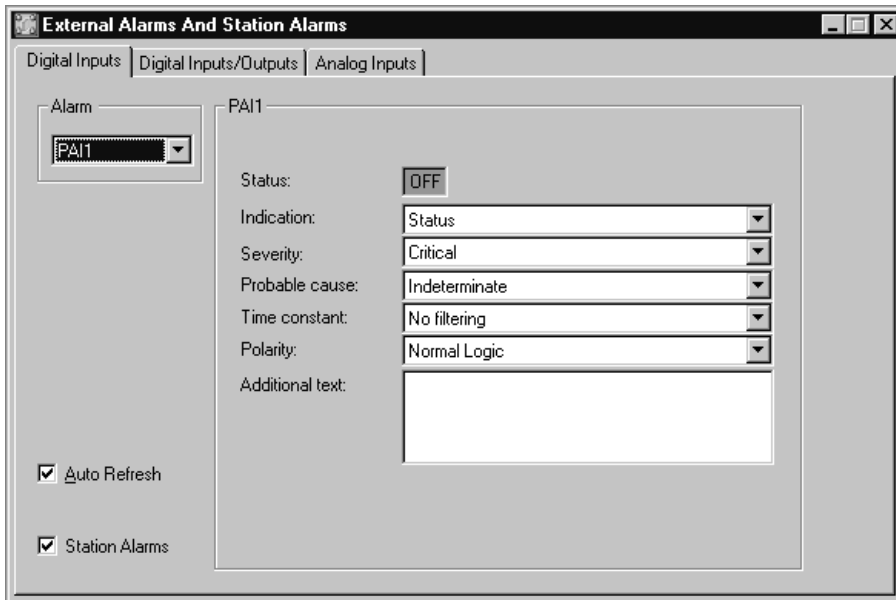 External Alarms And Station Alarms
Digital Inputs Digital Inputs/Outputs Analog Inputs
Alarm
PAI1
PAI1
Status: OFF
Indication: Status
Severity: Critical
Probable cause: Indeterminate
Time constant: No filtering
Polarity: Normal Logic
Additional text:
Auto Refresh
Station Alarms